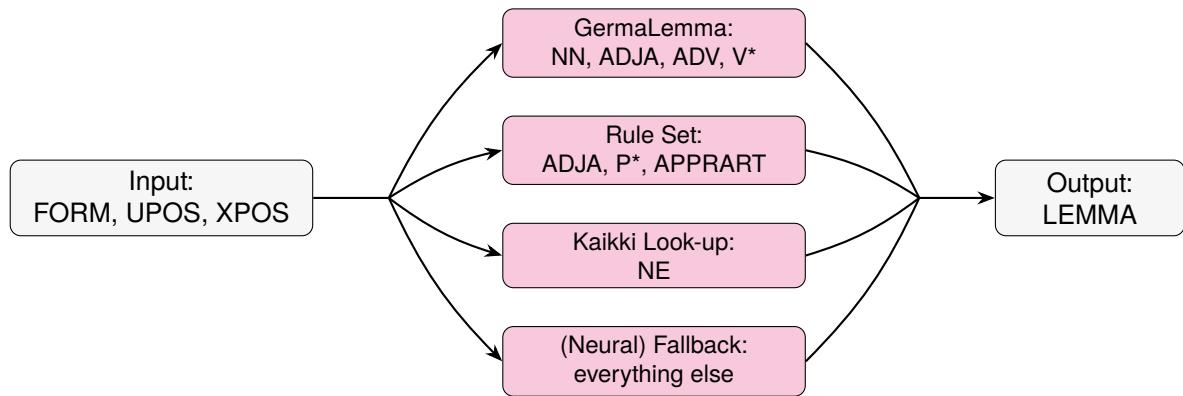 GermaLemma:
NN, ADJA, ADV, V*
Rule Set:
ADJA, P*, APPRART
Input:
FORM, UPOS, XPOS
Output:
LEMMA
Kaikki Look-up:
NE
(Neural) Fallback:
everything else